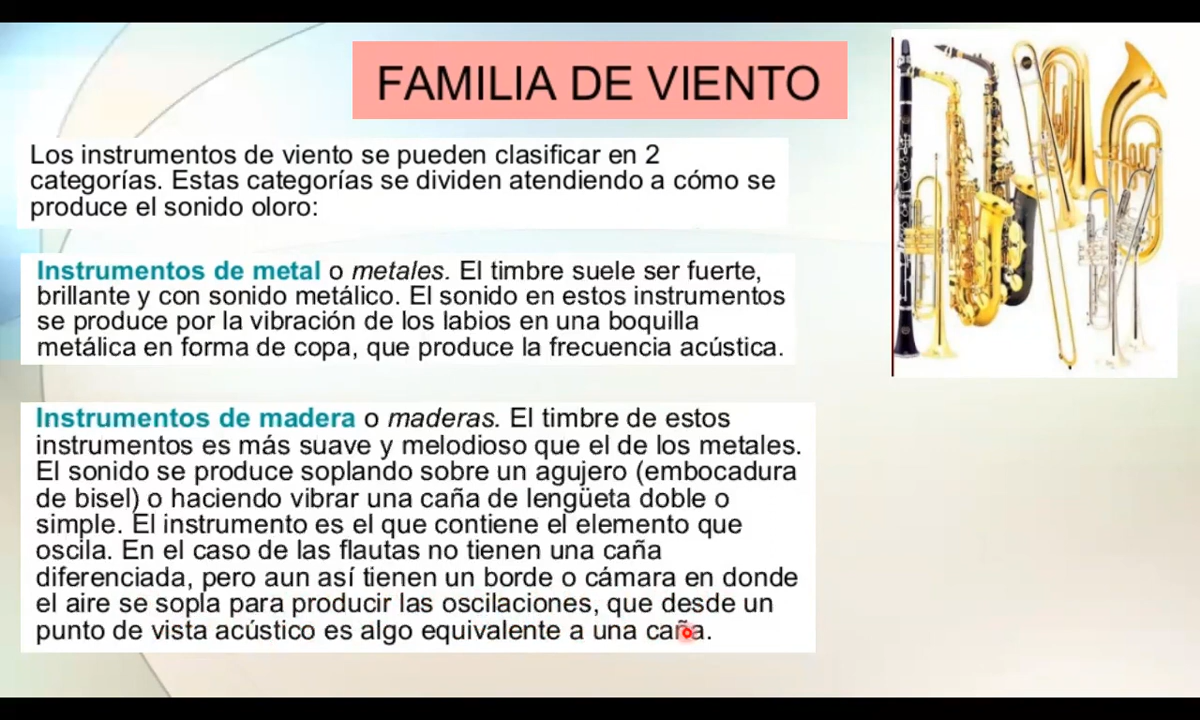 FAMILIA DE VIENTO
Los instrumentos de viento se pueden clasificar en 2
categorías. Estas categorías se dividen atendiendo a cómo se
produce el sonido oloro:
Instrumentos de metal o metales. El timbre suele ser fuerte,
brillante y con sonido metálico. El sonido en estos instrumentos
se produce por la vibración de los labios en una boquilla
metálica en forma de copa, que produce la frecuencia acústica.
Instrumentos de madera o maderas. El timbre de estos
instrumentos es más suave y melodioso que el de los metales.
El sonido se produce soplando sobre un agujero (embocadura
de bisel) o haciendo vibrar una caña de lengüeta doble o
simple. El instrumento es el que contiene el elemento que
oscila. En el caso de las flautas no tienen una caña
diferenciada, pero aun así tienen un borde o cámara en donde
el aire se sopla para producir las oscilaciones, que desde un
punto de vista acústico es algo equivalente a una caña.